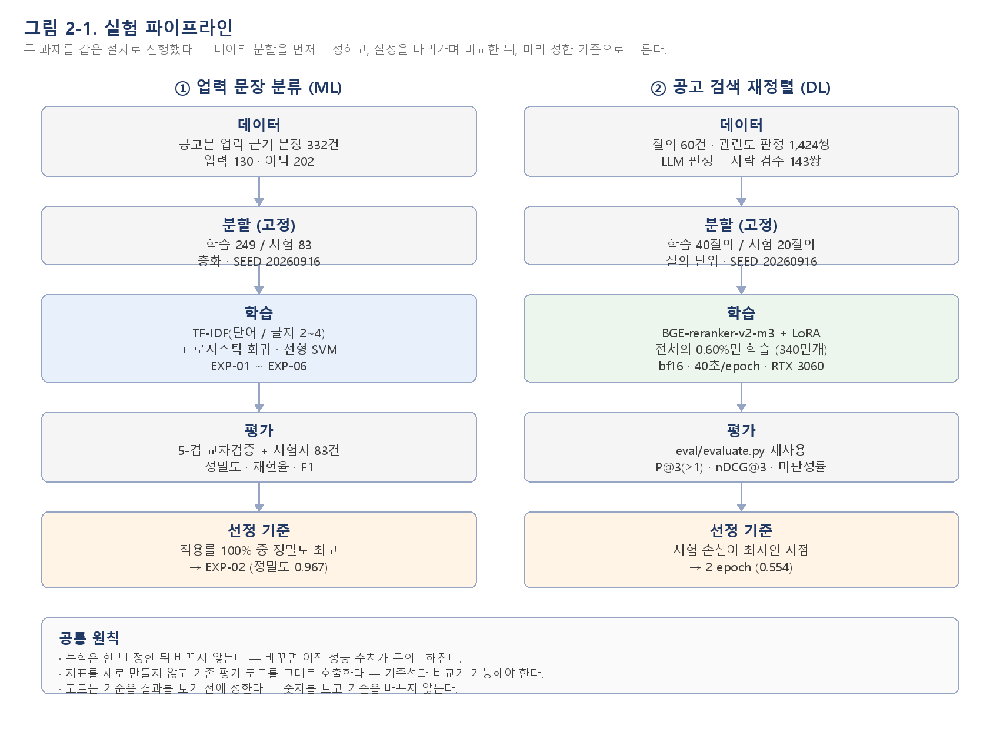 그림 2-1. 실험 파이프라인
두 과제를 같은 절차로 진행했다 — 데이터 분할을 먼저 고정하고, 설정을 바꿔가며 비교한 뒤, 미리 정한 기준으로 고른다.
① 업력 문장 분류 (ML)
데이터
공고문 업력 근거 문장 332건
업력 130 · 아님 202
분할 (고정)
학습 249 / 시험 83
층화 · SEED 20260916
학습
TF-IDF(단어 / 글자 2~4)
+ 로지스틱 회귀 · 선형 SVM
EXP-01 ~ EXP-06
평가
5-겹 교차검증 + 시험지 83건
정밀도 · 재현율 · F1
선정 기준
적용률 100% 중 정밀도 최고
→ EXP-02 (정밀도 0.967)
② 공고 검색 재정렬 (DL)
데이터
질의 60건 · 관련도 판정 1,424쌍
LLM 판정 + 사람 검수 143쌍
분할 (고정)
학습 40질의 / 시험 20질의
질의 단위 · SEED 20260916
학습
BGE-reranker-v2-m3 + LoRA
전체의 0.60%만 학습 (340만개)
bf16 · 40초/epoch · RTX 3060
평가
eval/evaluate.py 재사용
P@3(≥1) · nDCG@3 · 미판정률
선정 기준
시험 손실이 최저인 지점
→ 2 epoch (0.554)
공통 원칙
· 분할은 한 번 정한 뒤 바꾸지 않는다 — 바꾸면 이전 성능 수치가 무의미해진다.
· 지표를 새로 만들지 않고 기존 평가 코드를 그대로 호출한다 — 기준선과 비교가 가능해야 한다.
· 고르는 기준을 결과를 보기 전에 정한다 — 숫자를 보고 기준을 바꾸지 않는다.